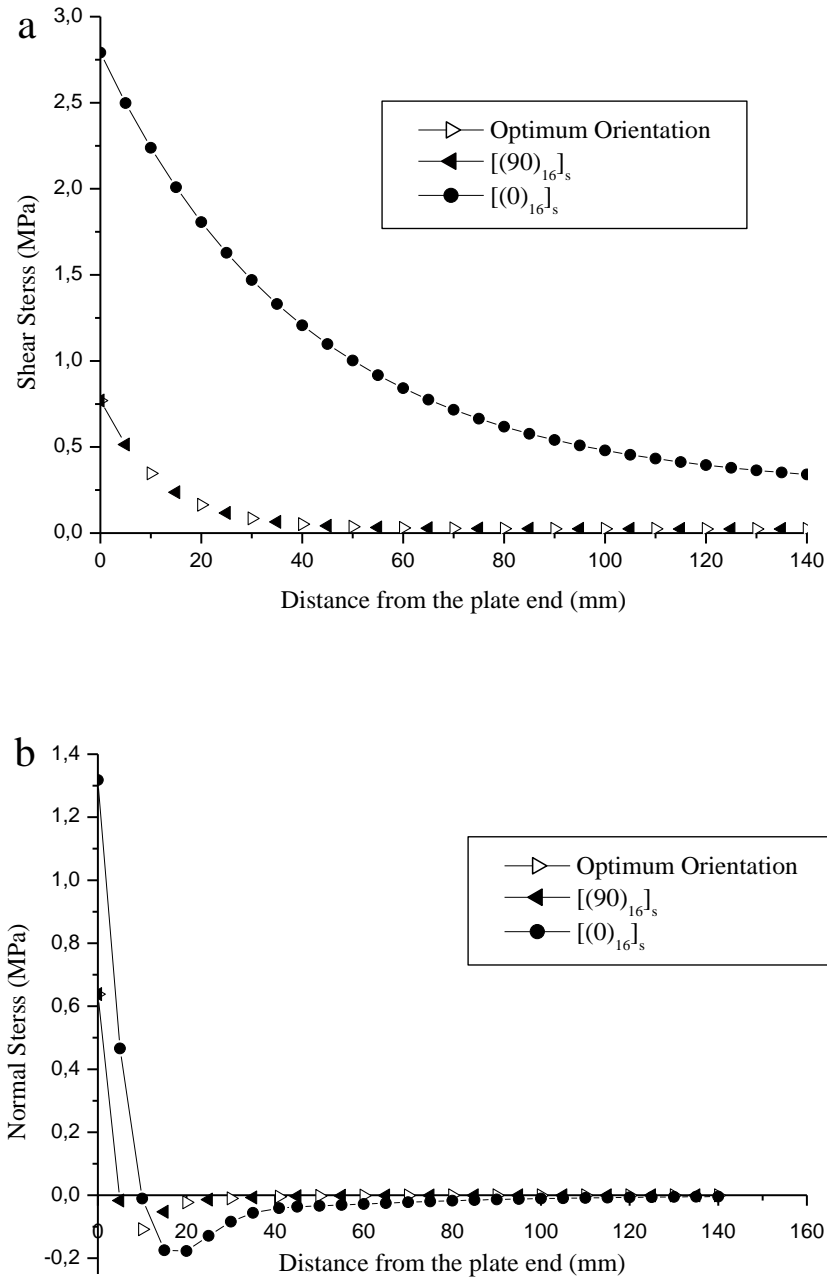 a
3,0
2,5
2,0
1,5
1,0
0,5
0,0
Shear Sterss (MPa)
Optimum Orientation
[(90)16]s
[(0)16]s
0 20 40 60 80 100 120 140
Distance from the plate end (mm)
b
1,4
1,2
1,0
0,8
0,6
0,4
0,2
0,0
-0,2
Normal Sterss (MPa)
Optimum Orientation
[(90)16]s
[(0)16]s
0 20 40 60 80 100 120 140 160
Distance from the plate end (mm)